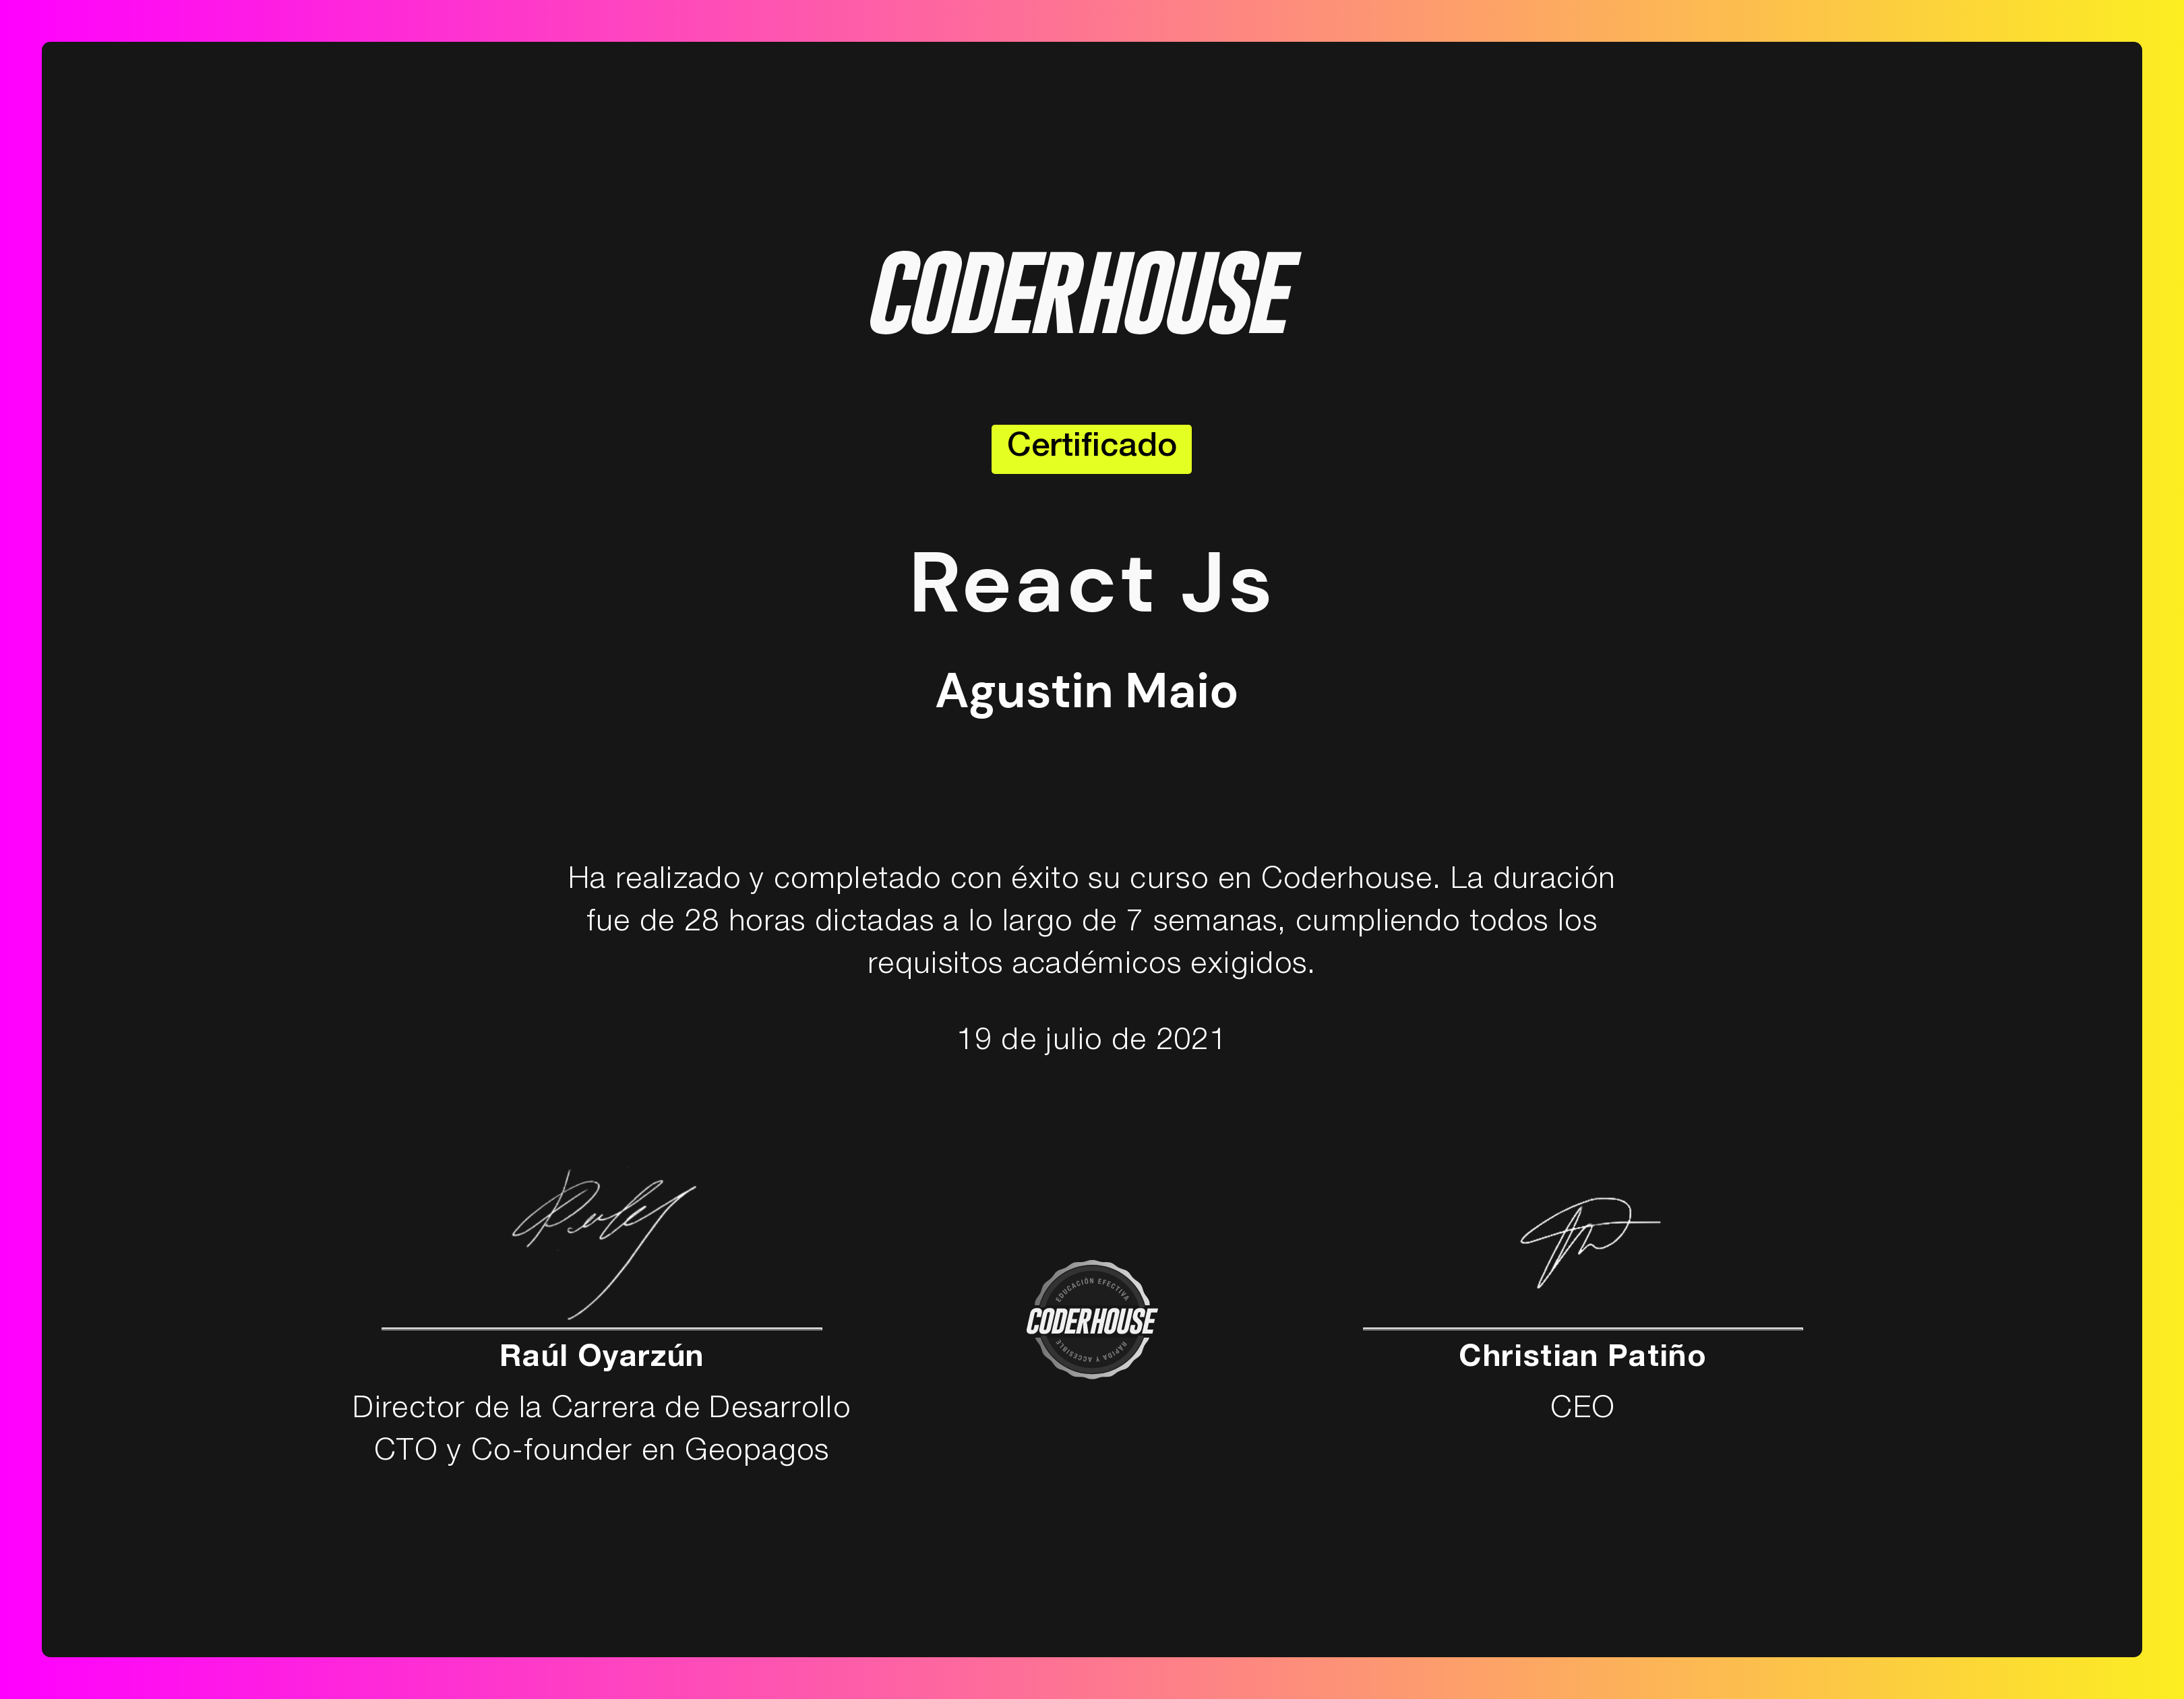 CODERHOUSE
Certificado
React Js
Agustin Maio
Ha realizado y completado con éxito su curso en Coderhouse. La duración
fue de 28 horas dictadas a lo largo de 7 semanas, cumpliendo todos los
requisitos académicos exigidos.
19 de julio de 2021
EDUCACIÓN EFECTIVA
CODERHOUSE
RÁPIDA Y ACCESIBLE
Raúl Oyarzún
Director de la Carrera de Desarrollo
CTO y Co-founder en Geopagos
Christian Patiño
CEO